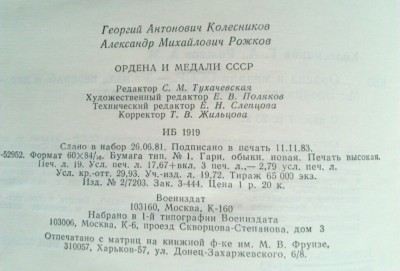 Георгий Антонович Колесников
Александр Михайлович Рожков
ОРДЕНА И МЕДАЛИ СССР
Редактор С. М. Тухачевская
Художественный редактор Е. В. Поляков
Технический редактор Е. Н. Слепцова
Корректор Т. В. Жильцова
ИБ 1919
Сдано в набор 26.06.81. Подписано в печать 11.11.83.
-52952. Формат 60×84/16. Бумага тип. № 1. Гарн. обыкн. новая. Печать высокая.
Печ. л. 19. Усл. печ. л. 17,67+вкл. 3 печ. л.,— 2,79 усл. печ. л.
Усл. кр.-отт. 29,93. Уч.-изд. л. 19,72. Тираж 65 000 экз.
Изд. № 2/7203. Зак. 3-444. Цена 1 р. 20 к.
Воениздат
103160, Москва, К-160
Набрано в 1-й типографии Воениздата
103006, Москва, К-6, проезд Скворцова-Степанова, дом 3
Отпечатано с матриц на книжной ф-ке им. М. В. Фрунзе,
310057, Харьков-57, ул. Донец-Захаржевского, 6/8